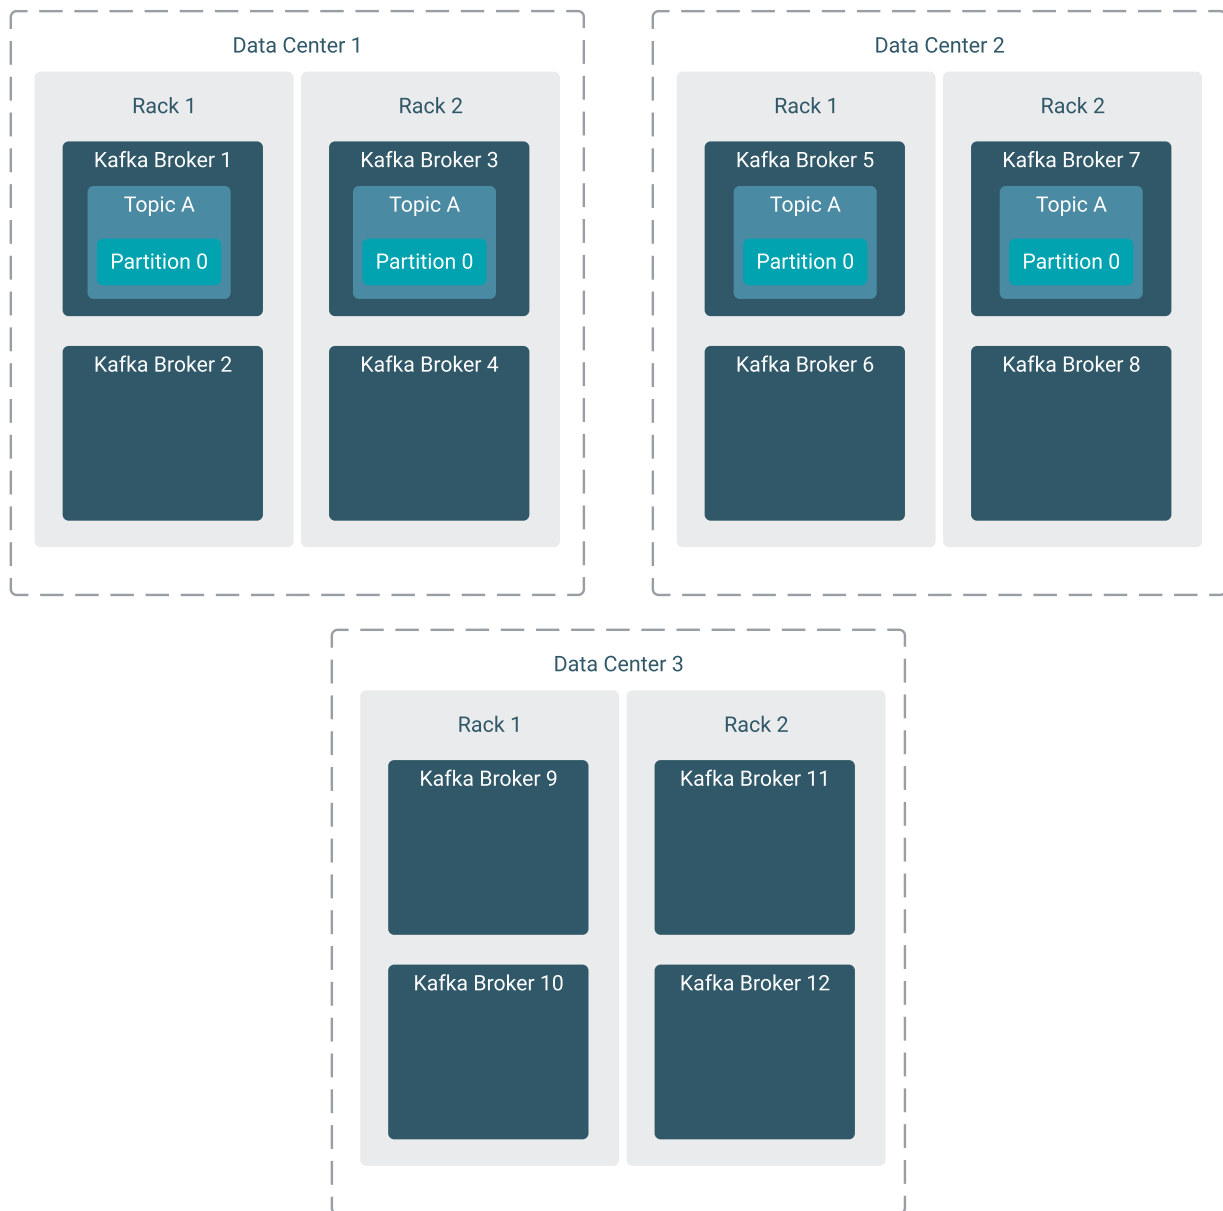 Data Center 1
Rack 1
Kafka Broker 1
Topic A
Partition 0
Kafka Broker 2
Rack 2
Kafka Broker 3
Topic A
Partition 0
Kafka Broker 4
Data Center 2
Rack 1
Kafka Broker 5
Topic A
Partition 0
Kafka Broker 6
Rack 2
Kafka Broker 7
Topic A
Partition 0
Kafka Broker 8
Data Center 3
Rack 1
Kafka Broker 9
Kafka Broker 10
Rack 2
Kafka Broker 11
Kafka Broker 12